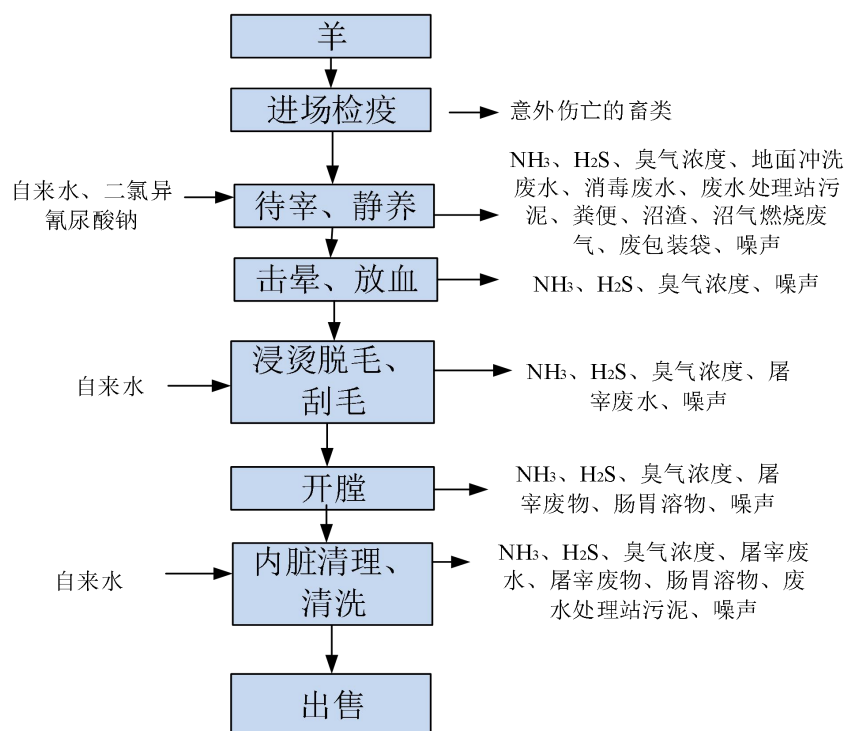 羊
进场检疫
意外伤亡的畜类
自来水、二氯异
氰尿酸钠
待宰、静养
NH₃、H₂S、臭气浓度、地面冲洗
废水、消毒废水、废水处理站污
泥、粪便、沼渣、沼气燃烧废
气、废包装袋、噪声
击晕、放血
NH₃、H₂S、臭气浓度、噪声
自来水
浸烫脱毛、
刮毛
NH₃、H₂S、臭气浓度、屠
宰废水、噪声
开膛
NH₃、H₂S、臭气浓度、屠
宰废物、肠胃溶物、噪声
自来水
内脏清理、
清洗
NH₃、H₂S、臭气浓度、屠宰废
水、屠宰废物、肠胃溶物、废
水处理站污泥、噪声
出售